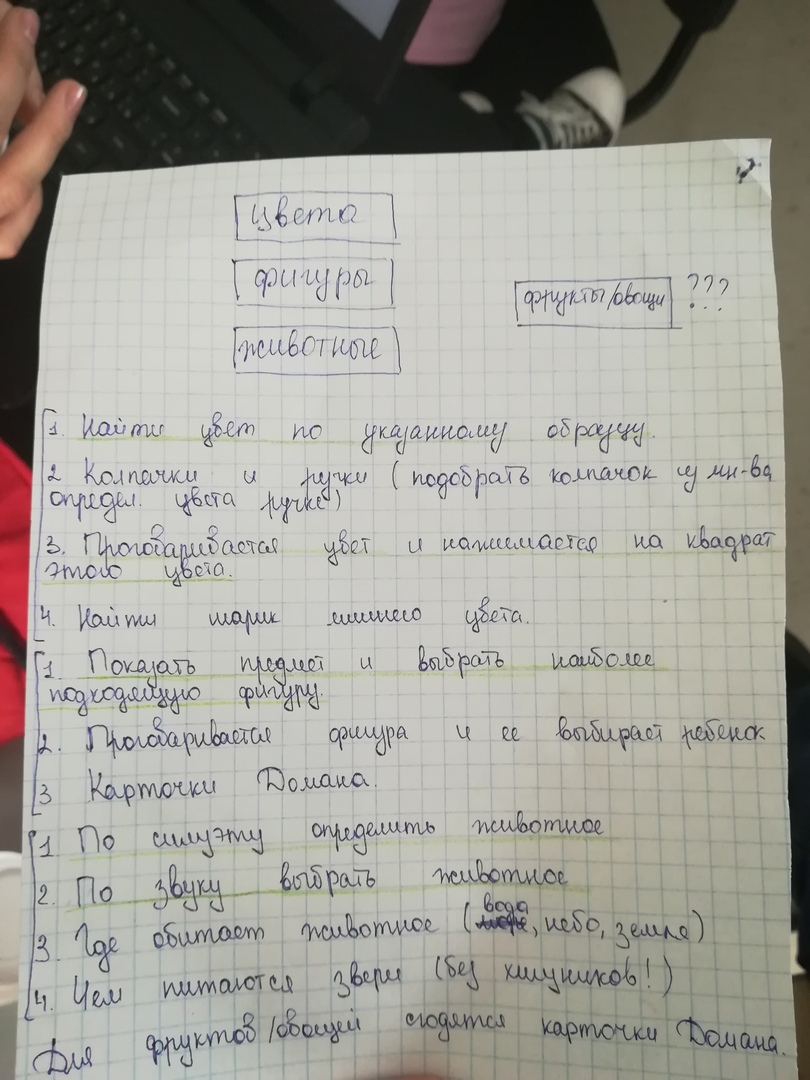 цвета
фигуры
фрукты/овощи ???
животные
1. Найти цвет по указанному образцу.
2 Колпачки и ручки (подобрать колпачок из мн-ва
определ. цвета ручке)
3. Проговаривается цвет и нажимается на квадрат
этого цвета.
4. Найти шарик лишнего цвета.
1. Показать предмет и выбрать наиболее
подходящую фигуру.
2. Проговаривается фигура и ее выбирает ребенок
3 Карточки Домана.
1. По силуэту определить животное
2. По звуку выбрать животное
3. Где обитает животное (вода, небо, земля)
4. Чем питаются звери (без хищников!)
Для фруктов/овощей сгодятся карточки Домана.